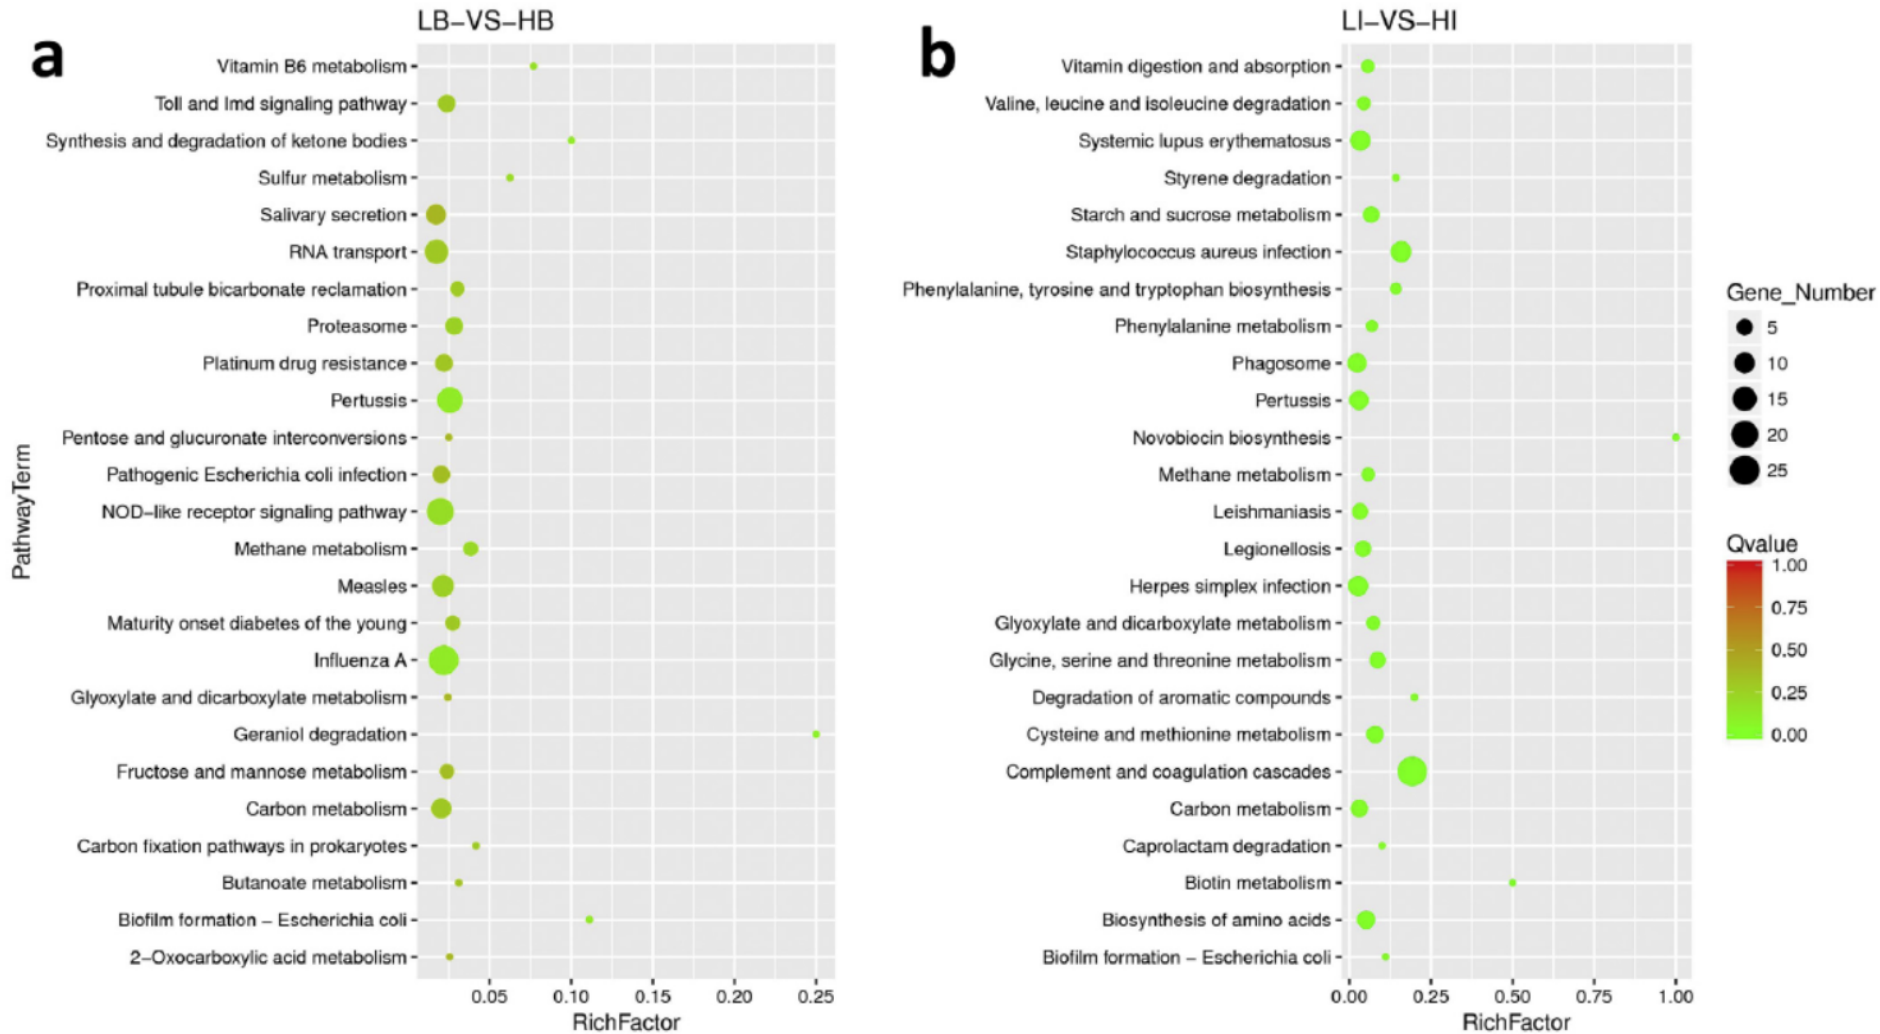 a
LB-VS-HB
PathwayTerm
Vitamin B6 metabolism
Toll and Imd signaling pathway
Synthesis and degradation of ketone bodies
Sulfur metabolism
Salivary secretion
RNA transport
Proximal tubule bicarbonate reclamation
Proteasome
Platinum drug resistance
Pertussis
Pentose and glucuronate interconversions
Pathogenic Escherichia coli infection
NOD-like receptor signaling pathway
Methane metabolism
Measles
Maturity onset diabetes of the young
Influenza A
Glyoxylate and dicarboxylate metabolism
Geraniol degradation
Fructose and mannose metabolism
Carbon metabolism
Carbon fixation pathways in prokaryotes
Butanoate metabolism
Biofilm formation – Escherichia coli
2-Oxocarboxylic acid metabolism
0.05 0.10 0.15 0.20 0.25
RichFactor
b
LI-VS-HI
Vitamin digestion and absorption
Valine, leucine and isoleucine degradation
Systemic lupus erythematosus
Styrene degradation
Starch and sucrose metabolism
Staphylococcus aureus infection
Phenylalanine, tyrosine and tryptophan biosynthesis
Phenylalanine metabolism
Phagosome
Pertussis
Novobiocin biosynthesis
Methane metabolism
Leishmaniasis
Legionellosis
Herpes simplex infection
Glyoxylate and dicarboxylate metabolism
Glycine, serine and threonine metabolism
Degradation of aromatic compounds
Cysteine and methionine metabolism
Complement and coagulation cascades
Carbon metabolism
Caprolactam degradation
Biotin metabolism
Biosynthesis of amino acids
Biofilm formation – Escherichia coli
0.00 0.25 0.50 0.75 1.00
RichFactor
Gene_Number
5
10
15
20
25
Qvalue
1.00
0.75
0.50
0.25
0.00